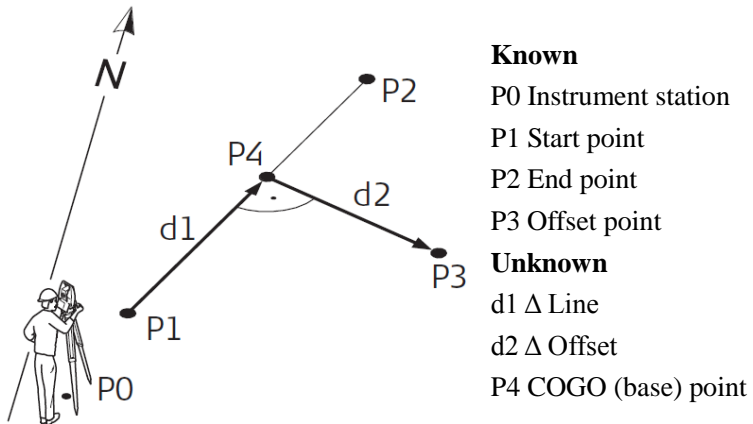 N
P2
P4
d2
d1
P3
P1
P0
Known
P0 Instrument station
P1 Start point
P2 End point
P3 Offset point
Unknown
d1 Δ Line
d2 Δ Offset
P4 COGO (base) point